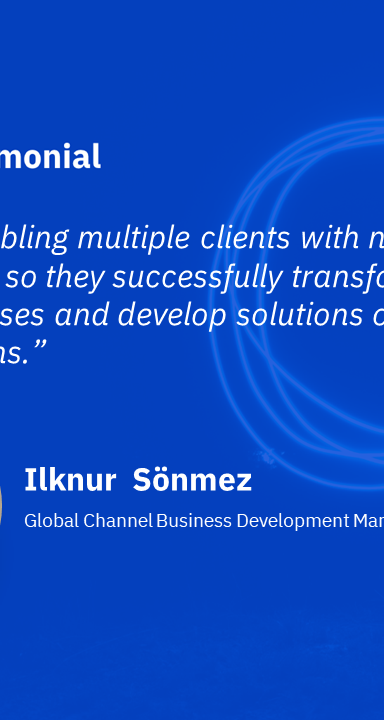 monial
bling multiple clients with n
so they successfully transfo
ses and develop solutions o
ns.”
Ilknur Sönmez
Global Channel Business Development Man